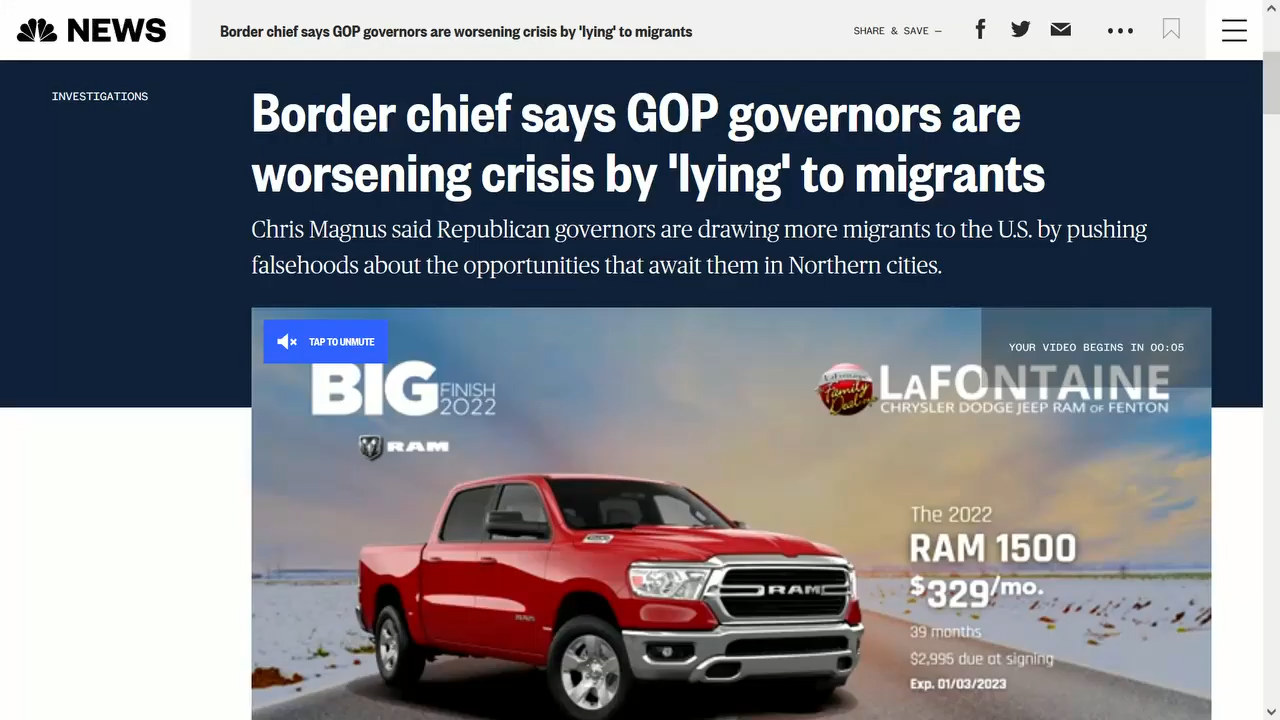 NEWS
Border chief says GOP governors are worsening crisis by 'lying' to migrants
SHARE & SAVE —
INVESTIGATIONS
Border chief says GOP governors are
worsening crisis by 'lying' to migrants
Chris Magnus said Republican governors are drawing more migrants to the U.S. by pushing
falsehoods about the opportunities that await them in Northern cities.
TAP TO UNMUTE
YOUR VIDEO BEGINS IN 00:05
BIG FINISH
2022
RAM
LaFontaine
Family
Deal
LAFONTAINE
CHRYSLER DODGE JEEP RAM OF FENTON
The 2022
RAM 1500
$329/mo.
39 months
$2,995 due at signing
Exp. 01/03/2023
RAM